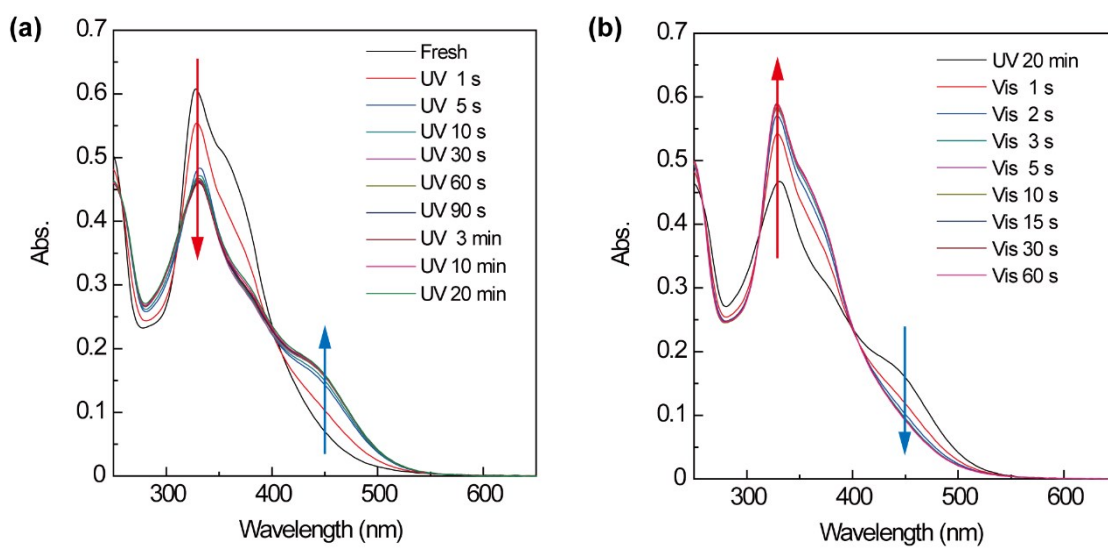 (a)
0.7
0.6
0.5
0.4
0.3
0.2
0.1
0
Abs.
300
400
500
600
Wavelength (nm)
Fresh
UV 1 s
UV 5 s
UV 10 s
UV 30 s
UV 60 s
UV 90 s
UV 3 min
UV 10 min
UV 20 min
(b)
0.7
0.6
0.5
0.4
0.3
0.2
0.1
0
Abs.
300
400
500
600
Wavelength (nm)
UV 20 min
Vis 1 s
Vis 2 s
Vis 3 s
Vis 5 s
Vis 10 s
Vis 15 s
Vis 30 s
Vis 60 s